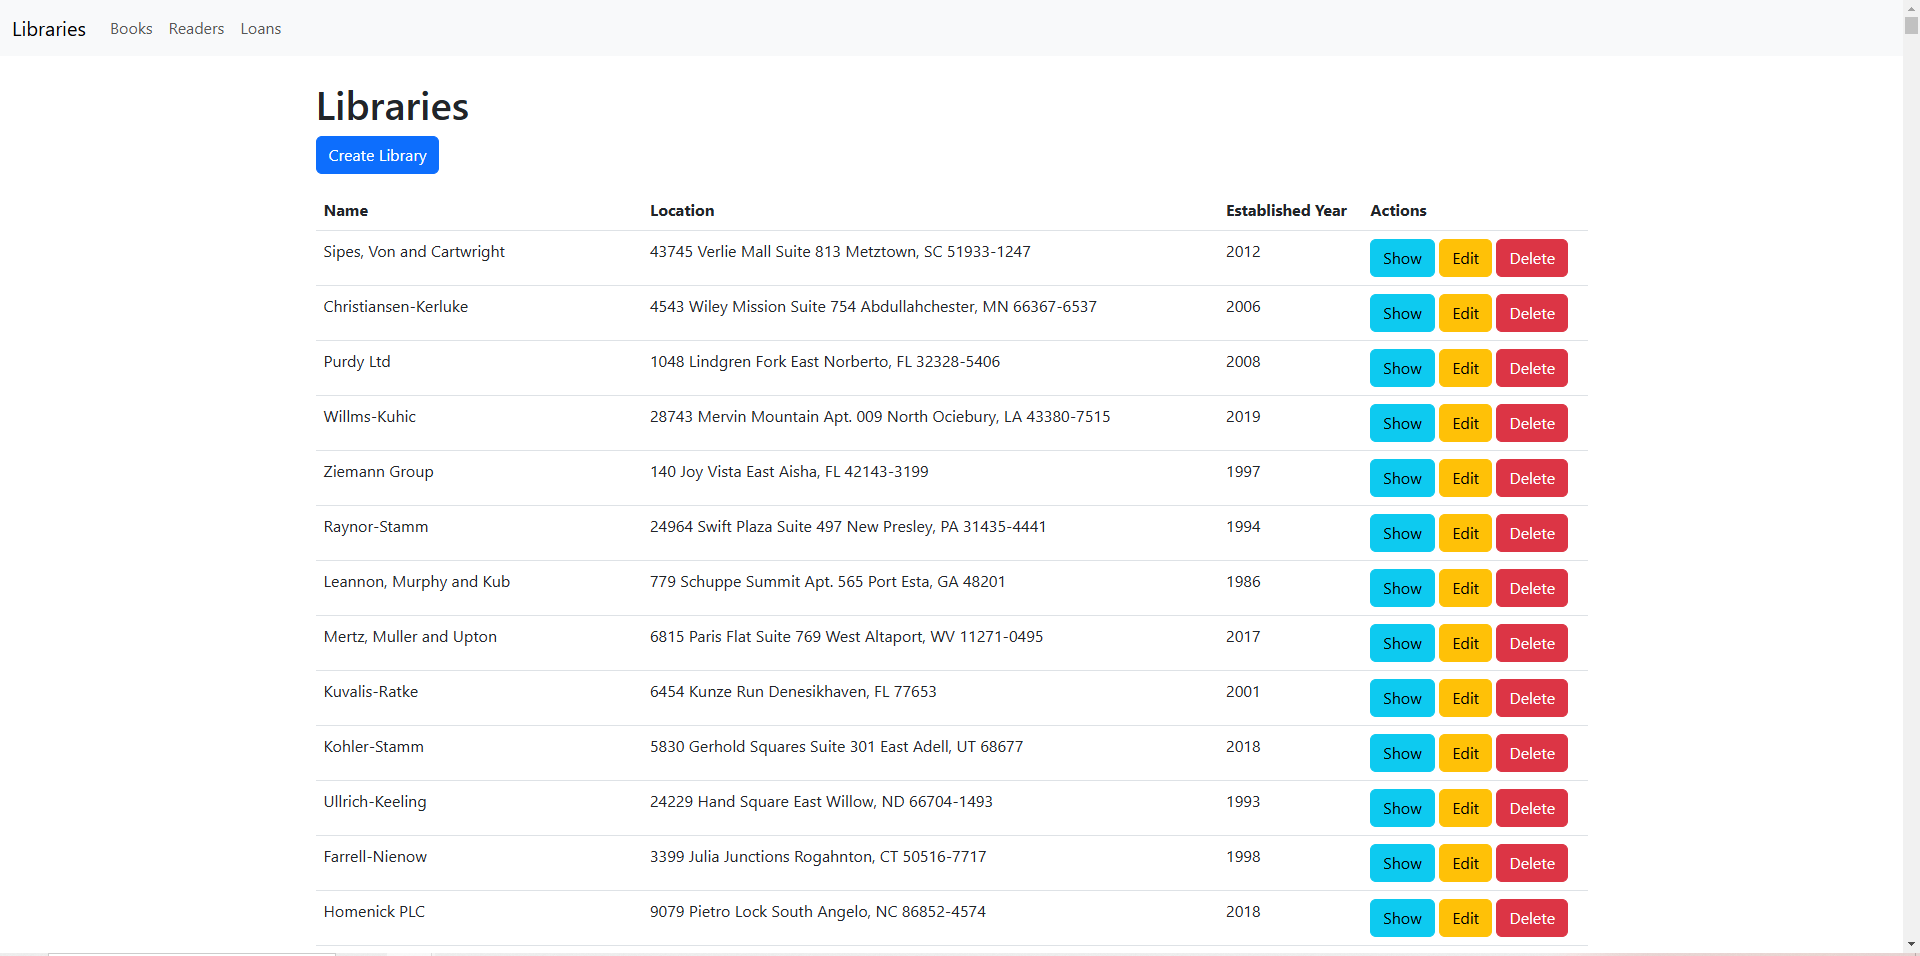 Libraries Books Readers Loans
Libraries
Create Library
Name Location Established Year Actions
Sipes, Von and Cartwright 43745 Verlie Mall Suite 813 Metztown, SC 51933-1247 2012 Show Edit Delete
Christiansen-Kerluke 4543 Wiley Mission Suite 754 Abdullahchester, MN 66367-6537 2006 Show Edit Delete
Purdy Ltd 1048 Lindgren Fork East Norberto, FL 32328-5406 2008 Show Edit Delete
Willms-Kuhic 28743 Mervin Mountain Apt. 009 North Ociebury, LA 43380-7515 2019 Show Edit Delete
Ziemann Group 140 Joy Vista East Aisha, FL 42143-3199 1997 Show Edit Delete
Raynor-Stamm 24964 Swift Plaza Suite 497 New Presley, PA 31435-4441 1994 Show Edit Delete
Leannon, Murphy and Kub 779 Schuppe Summit Apt. 565 Port Esta, GA 48201 1986 Show Edit Delete
Mertz, Muller and Upton 6815 Paris Flat Suite 769 West Altaport, WV 11271-0495 2017 Show Edit Delete
Kuvalis-Ratke 6454 Kunze Run Denesikhaven, FL 77653 2001 Show Edit Delete
Kohler-Stamm 5830 Gerhold Squares Suite 301 East Adell, UT 68677 2018 Show Edit Delete
Ullrich-Keeling 24229 Hand Square East Willow, ND 66704-1493 1993 Show Edit Delete
Farrell-Nienow 3399 Julia Junctions Rogahnton, CT 50516-7717 1998 Show Edit Delete
Homenick PLC 9079 Pietro Lock South Angelo, NC 86852-4574 2018 Show Edit Delete